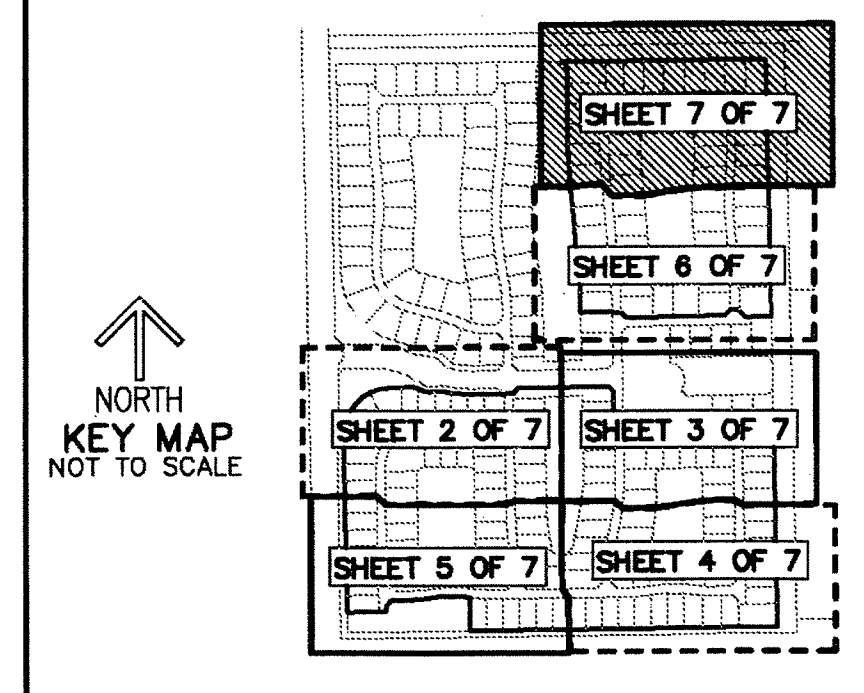 SHEET 7 OF 7
SHEET 6 OF 7
NORTH
KEY MAP
NOT TO SCALE
SHEET 2 OF 7
SHEET 3 OF 7
SHEET 5 OF 7
SHEET 4 OF 7